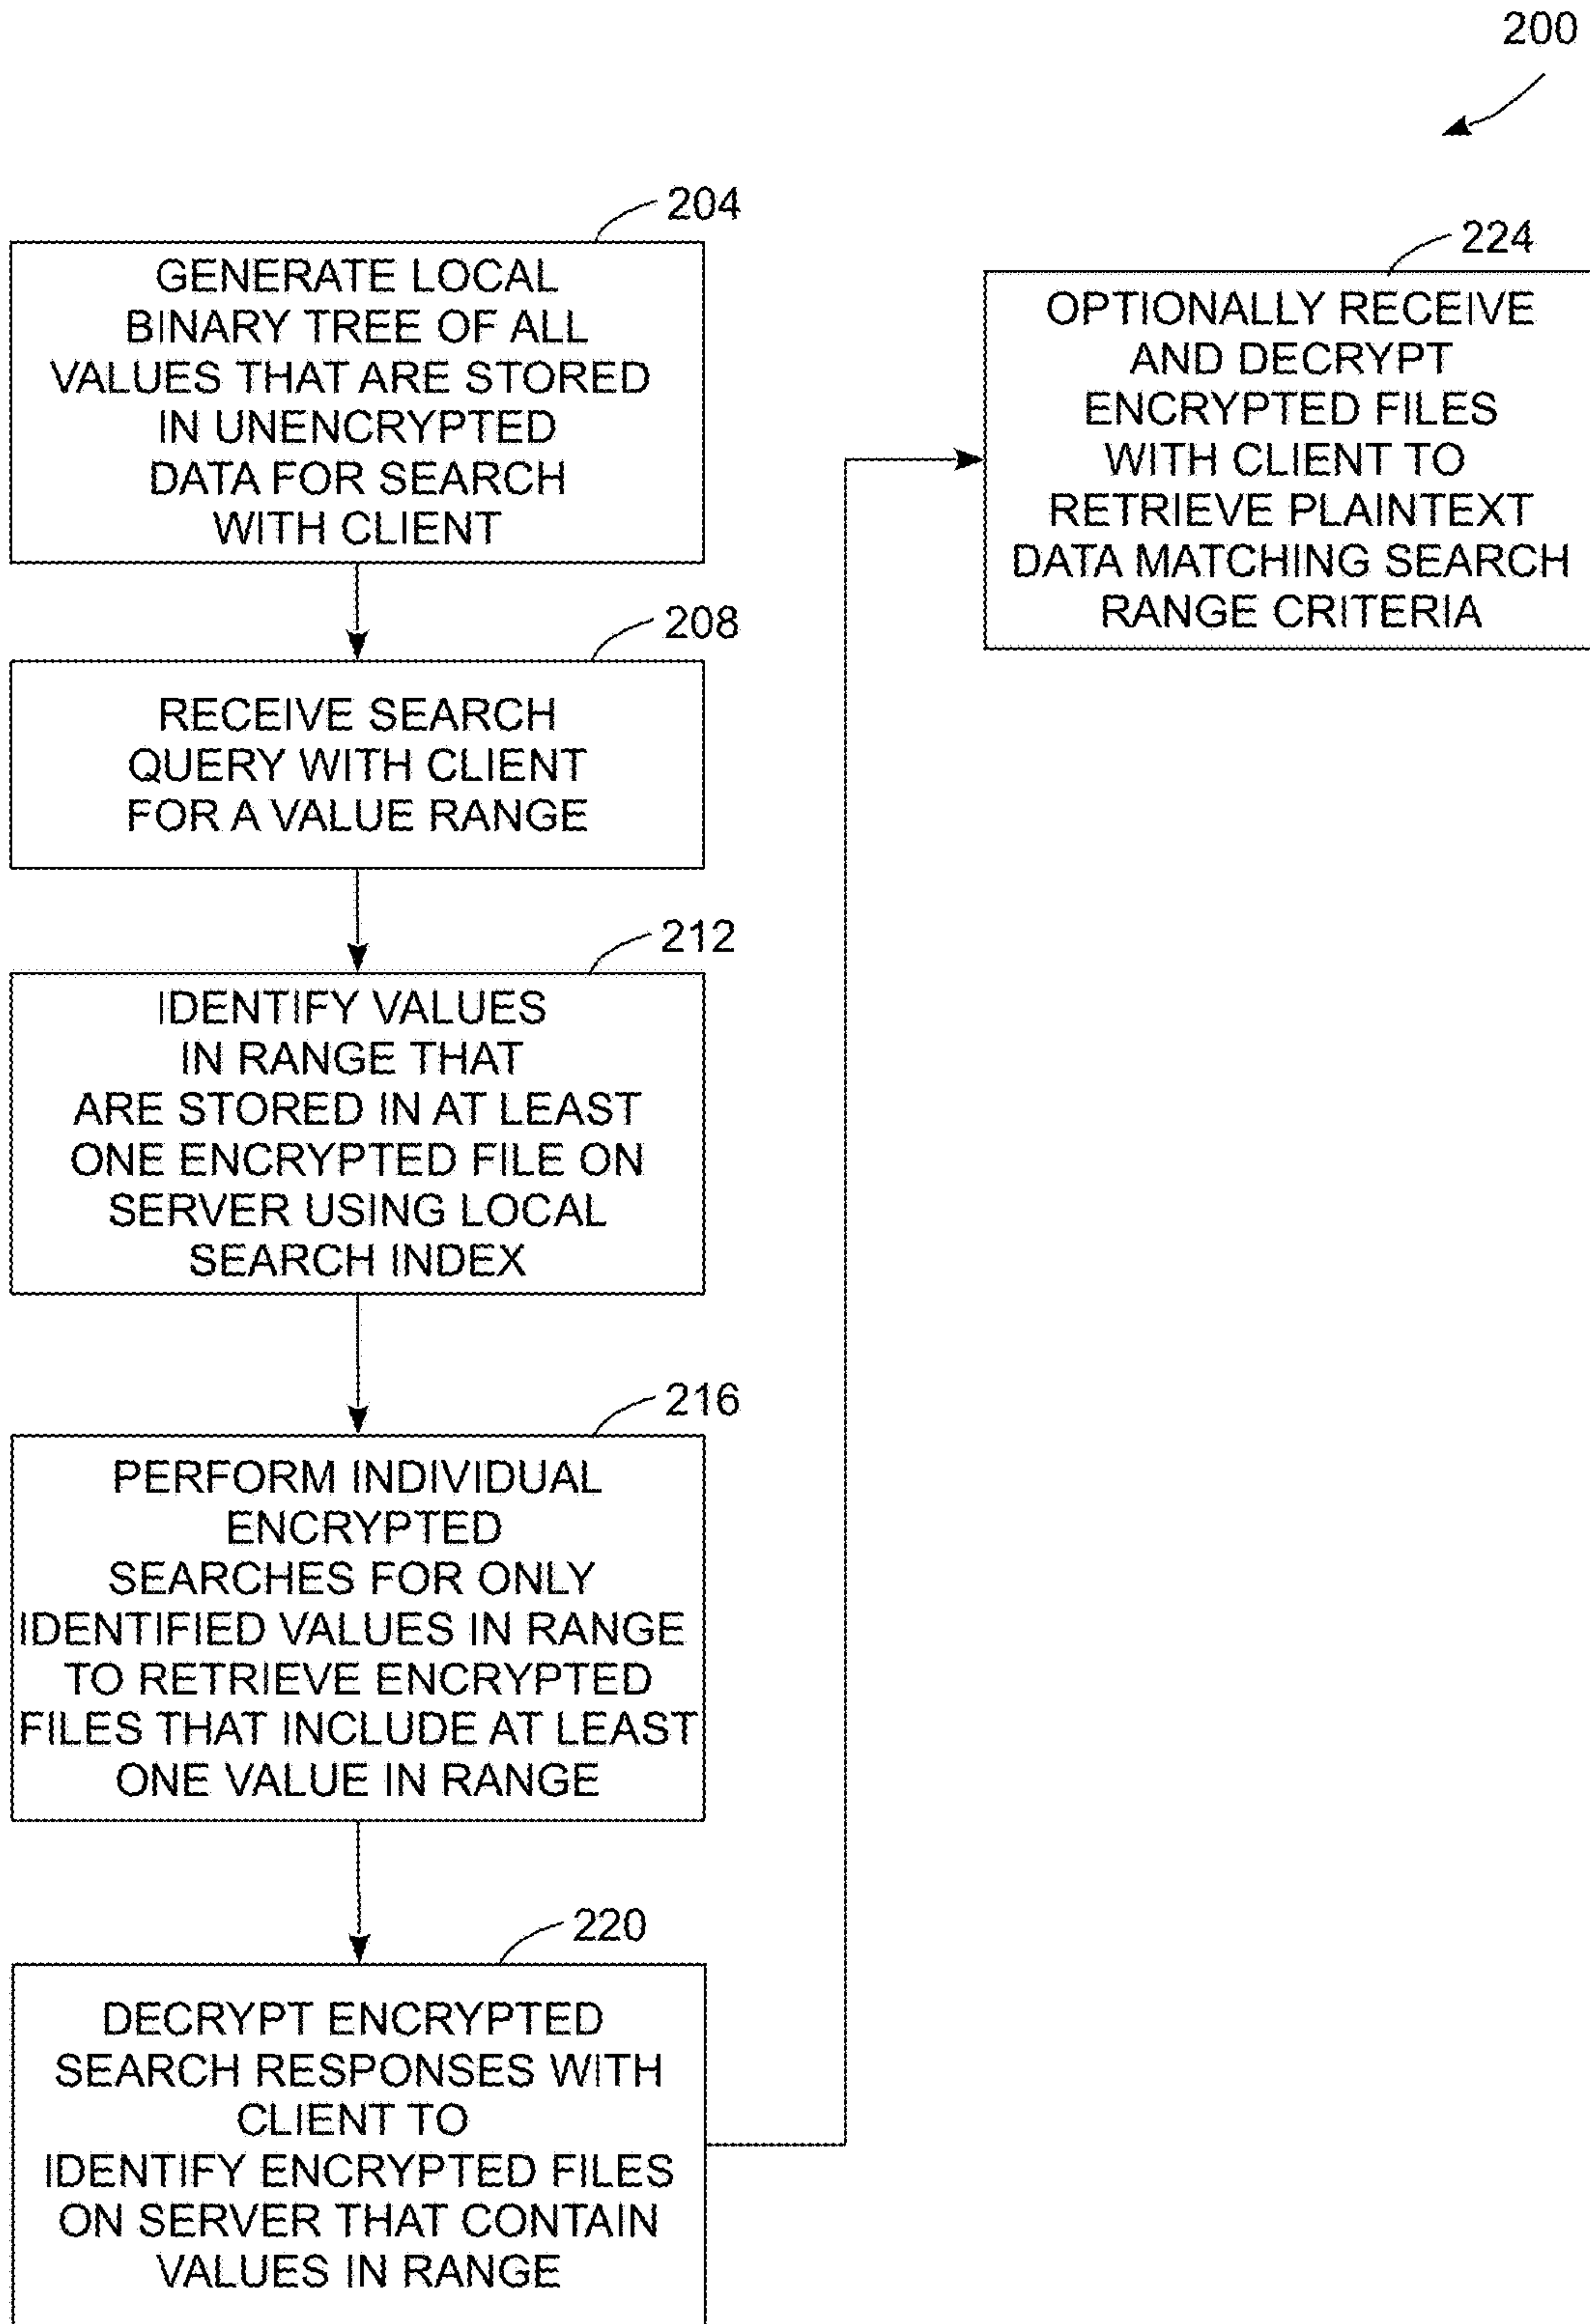 200
204
GENERATE LOCAL
BINARY TREE OF ALL
VALUES THAT ARE STORED
IN UNENCRYPTED
DATA FOR SEARCH
WITH CLIENT
208
RECEIVE SEARCH
QUERY WITH CLIENT
FOR A VALUE RANGE
212
IDENTIFY VALUES
IN RANGE THAT
ARE STORED IN AT LEAST
ONE ENCRYPTED FILE ON
SERVER USING LOCAL
SEARCH INDEX
216
PERFORM INDIVIDUAL
ENCRYPTED
SEARCHES FOR ONLY
IDENTIFIED VALUES IN RANGE
TO RETRIEVE ENCRYPTED
FILES THAT INCLUDE AT LEAST
ONE VALUE IN RANGE
220
DECRYPT ENCRYPTED
SEARCH RESPONSES WITH
CLIENT TO
IDENTIFY ENCRYPTED FILES
ON SERVER THAT CONTAIN
VALUES IN RANGE
224
OPTIONALLY RECEIVE
AND DECRYPT
ENCRYPTED FILES
WITH CLIENT TO
RETRIEVE PLAINTEXT
DATA MATCHING SEARCH
RANGE CRITERIA